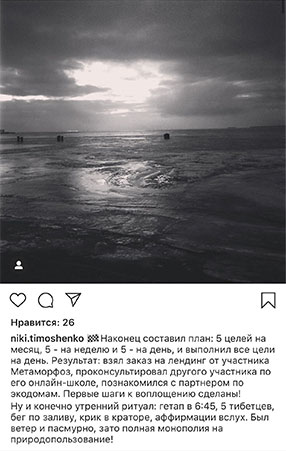 Нравится: 26
niki.timoshenko 🏁 Наконец составил план: 5 целей на
месяц, 5 - на неделю и 5 - на день, и выполнил все цели
на день. Результат: взял заказ на лендинг от участника
Метаморфоз, проконсультировал другого участника по
его онлайн-школе, познакомился с партнером по
экодомам. Первые шаги к воплощению сделаны!
Ну и конечно утренний ритуал: гетап в 6:45, 5 тибетцев,
бег по заливу, крик в краторе, аффирмации вслух. Был
ветер и пасмурно, зато полная монополия на
природопользование!